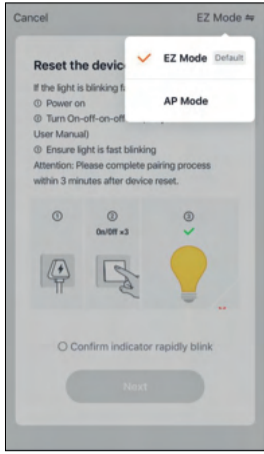 Cancel
EZ Mode ⇌
EZ Mode Default
AP Mode
Reset the devic
If the light is blinking f
① Power on
② Turn On-off-on-off
User Manual)
③ Ensure light is fast blinking
Attention: Please complete pairing process
within 3 minutes after device reset.
① ② ③
On/Off ×3
Confirm indicator rapidly blink
Next